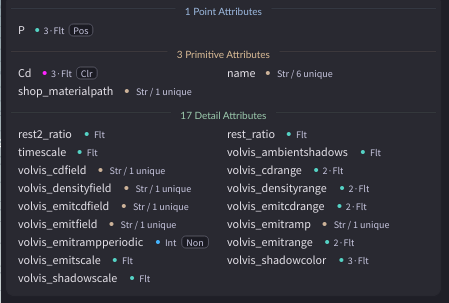 1 Point Attributes
P • 3·Flt Pos
3 Primitive Attributes
Cd • 3·Flt Clr name • Str / 6 unique
shop_materialpath • Str / 1 unique
17 Detail Attributes
rest2_ratio • Flt rest_ratio • Flt
timescale • Flt volvis_ambientshadows • Flt
volvis_cdfield • Str / 1 unique volvis_cdrange • 2·Flt
volvis_densityfield • Str / 1 unique volvis_densityrange • 2·Flt
volvis_emitcdfield • Str / 1 unique volvis_emitcdrange • 2·Flt
volvis_emitfield • Str / 1 unique volvis_emitramp • Str / 1 unique
volvis_emitrampperiodic • Int Non volvis_emitrange • 2·Flt
volvis_emitscale • Flt volvis_shadowcolor • 3·Flt
volvis_shadowscale • Flt